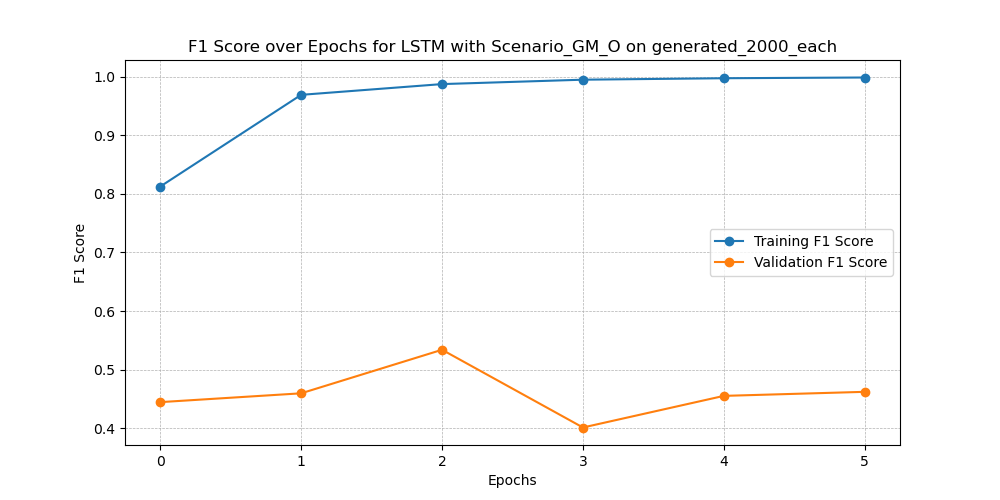 F1 Score over Epochs for LSTM with Scenario_GM_O on generated_2000_each
1.0
0.9
0.8
0.7
0.6
0.5
0.4
F1 Score
Training F1 Score
Validation F1 Score
0 1 2 3 4 5
Epochs